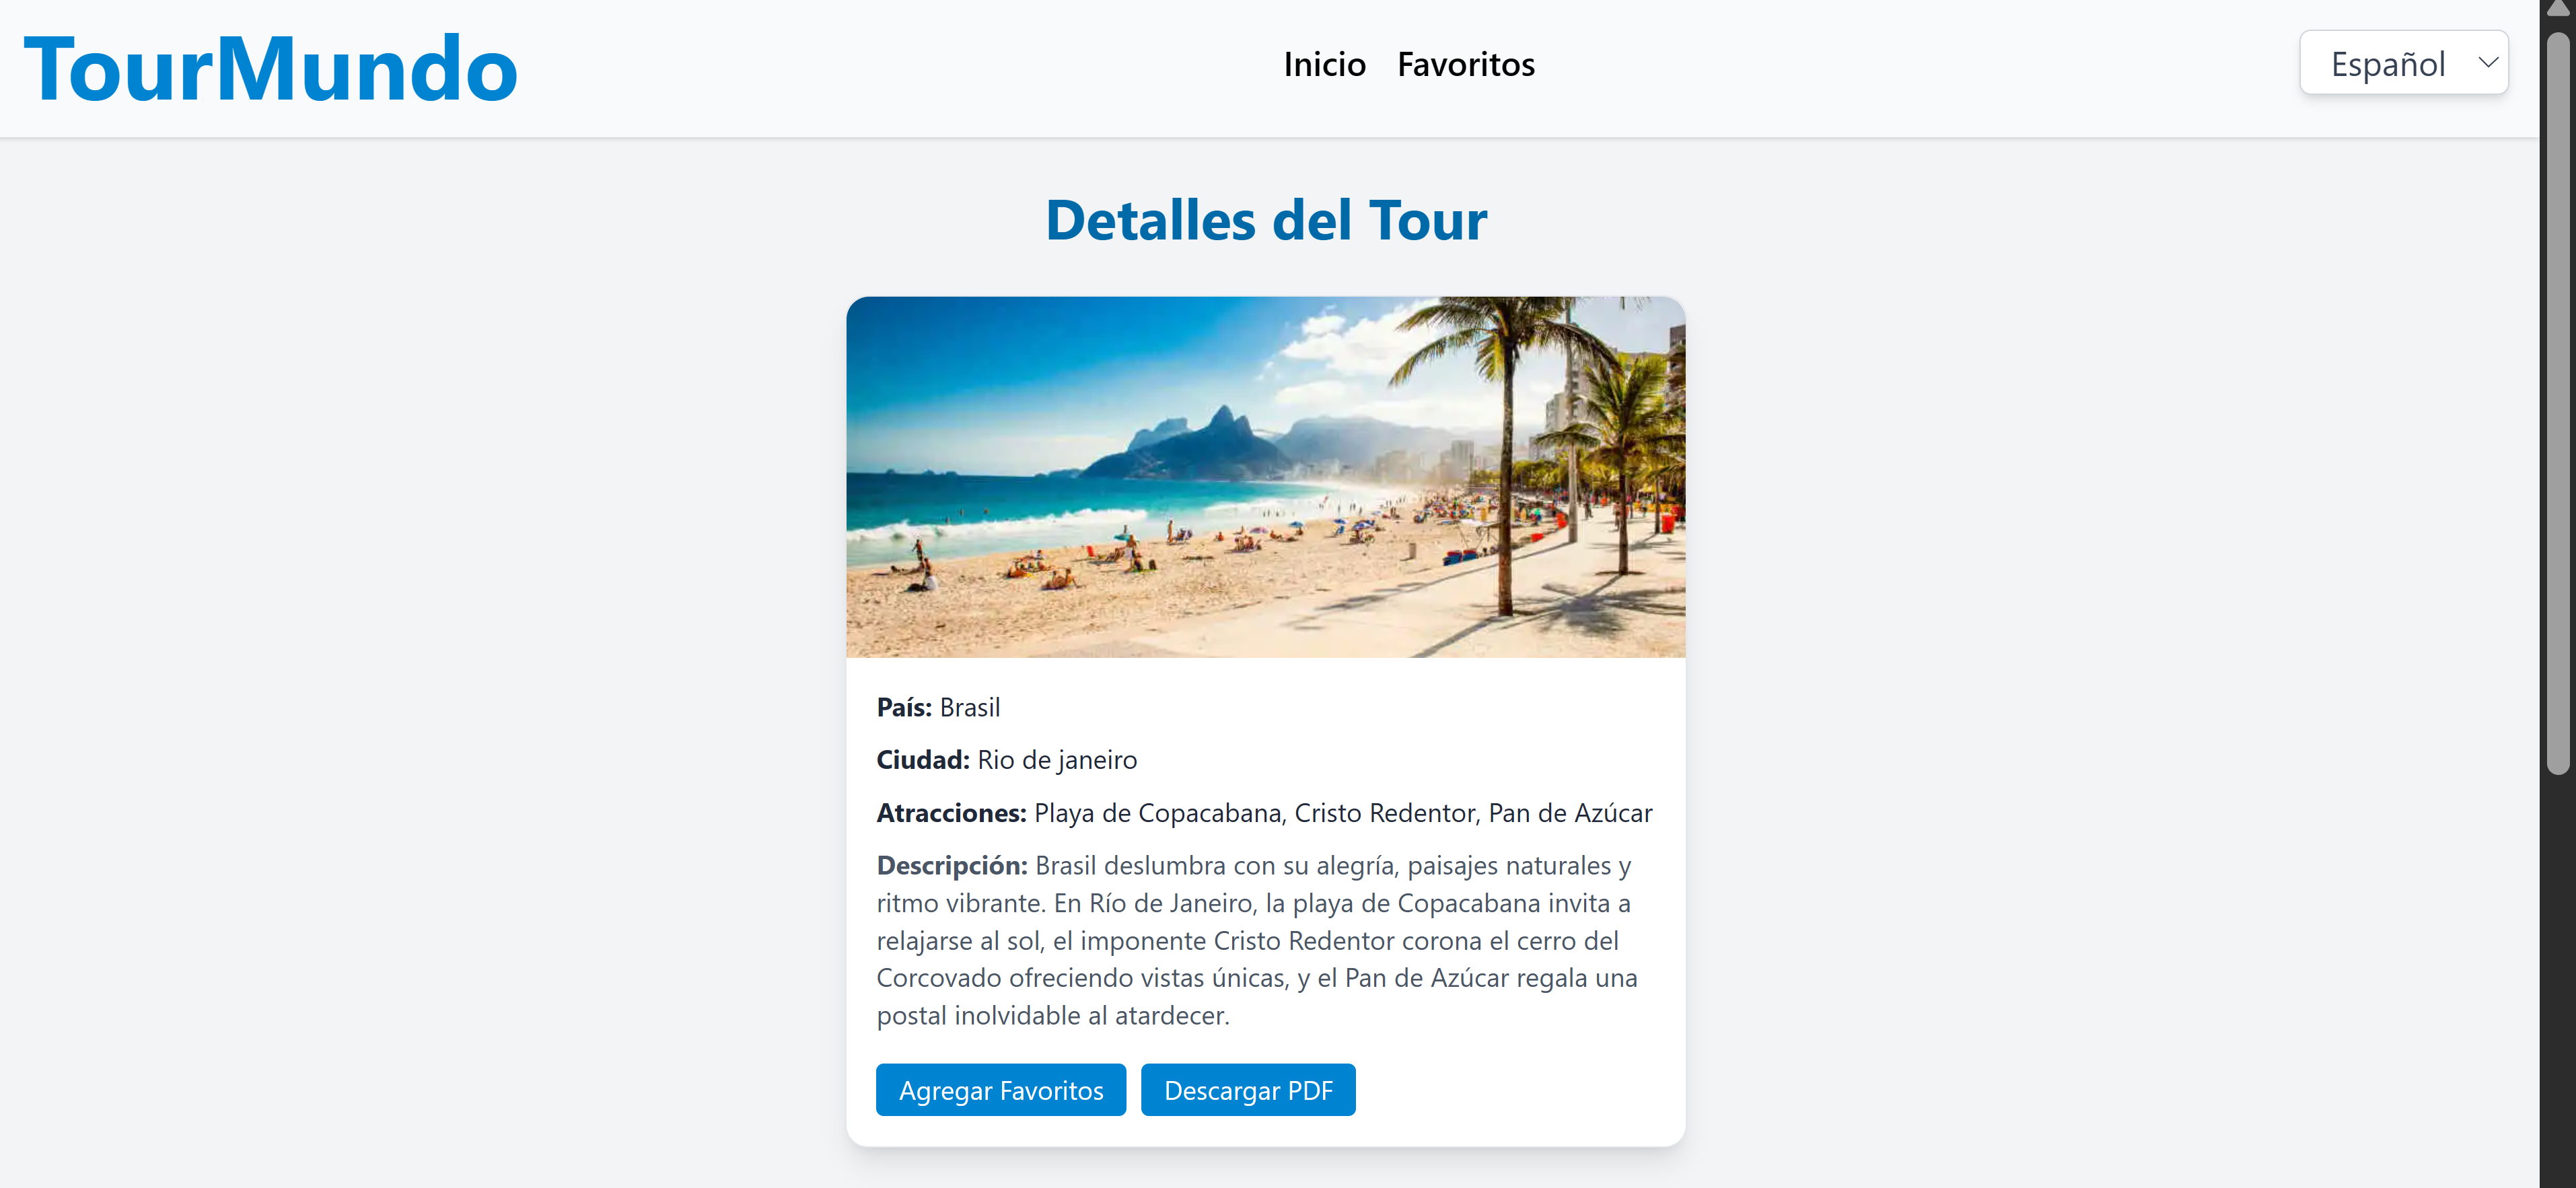 TourMundo
Inicio Favoritos
Español
Detalles del Tour
País: Brasil
Ciudad: Rio de janeiro
Atracciones: Playa de Copacabana, Cristo Redentor, Pan de Azúcar
Descripción: Brasil deslumbra con su alegría, paisajes naturales y
ritmo vibrante. En Río de Janeiro, la playa de Copacabana invita a
relajarse al sol, el imponente Cristo Redentor corona el cerro del
Corcovado ofreciendo vistas únicas, y el Pan de Azúcar regala una
postal inolvidable al atardecer.
Agregar Favoritos
Descargar PDF